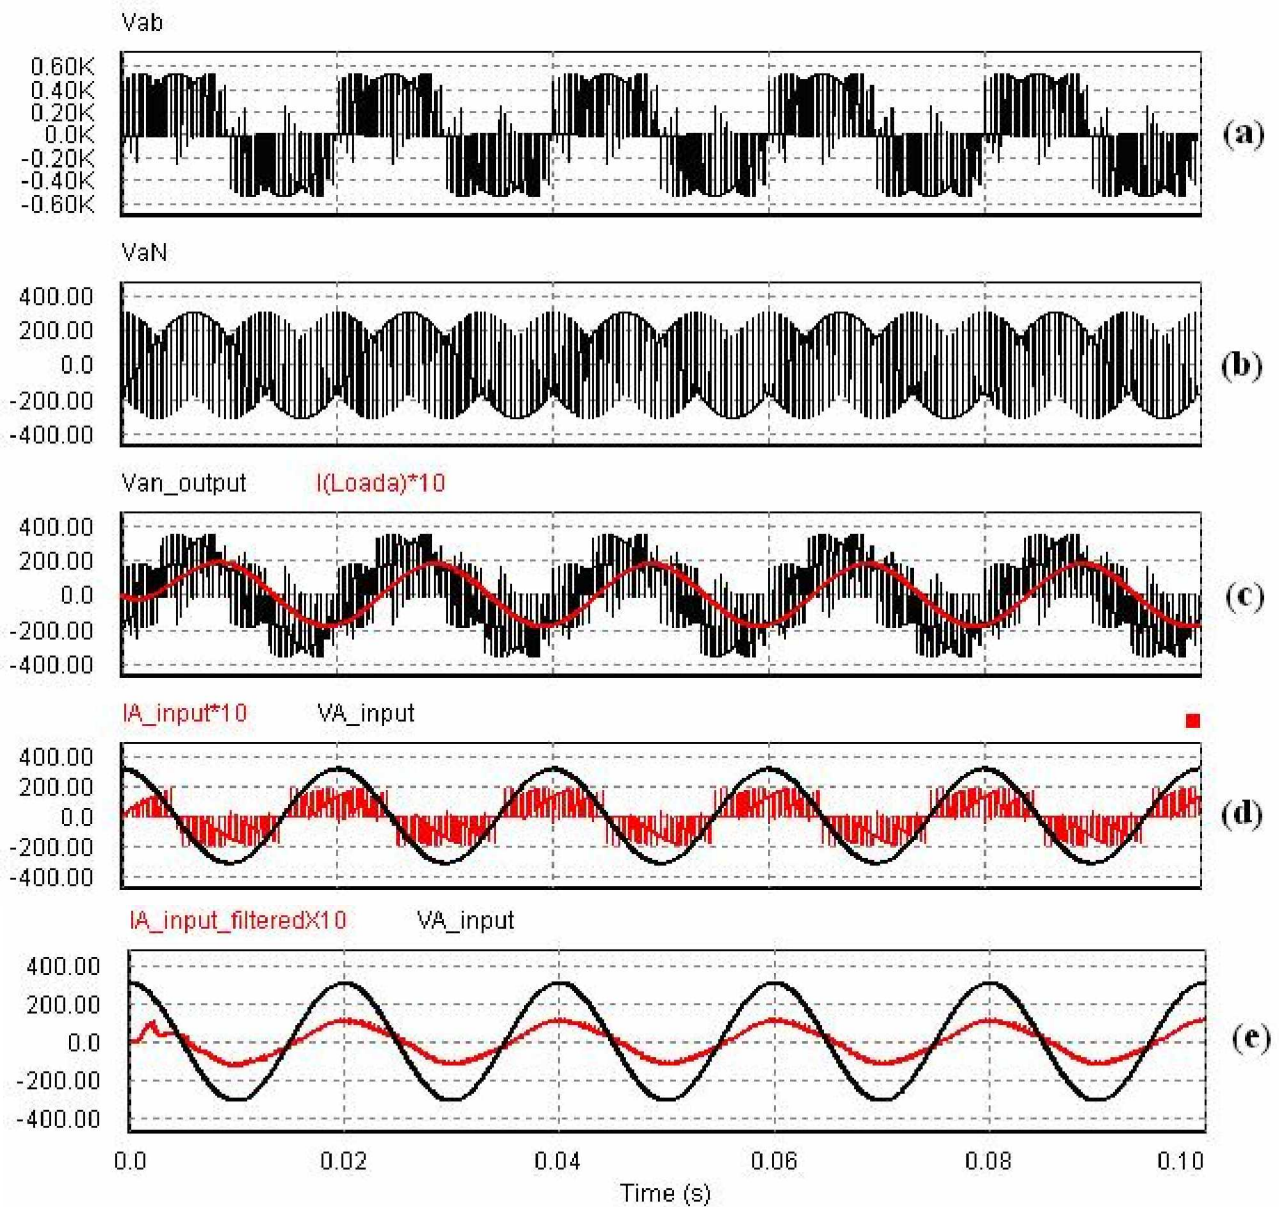 Vab
0.60K
0.40K
0.20K
0.0K
-0.20K
-0.40K
-0.60K
(a)
VaN
400.00
200.00
0.0
-200.00
-400.00
(b)
Van_output I(Loada)*10
400.00
200.00
0.0
-200.00
-400.00
(c)
IA_input*10 VA_input
400.00
200.00
0.0
-200.00
-400.00
(d)
IA_input_filteredX10 VA_input
400.00
200.00
0.0
-200.00
-400.00
(e)
0.0 0.02 0.04 0.06 0.08 0.10
Time (s)